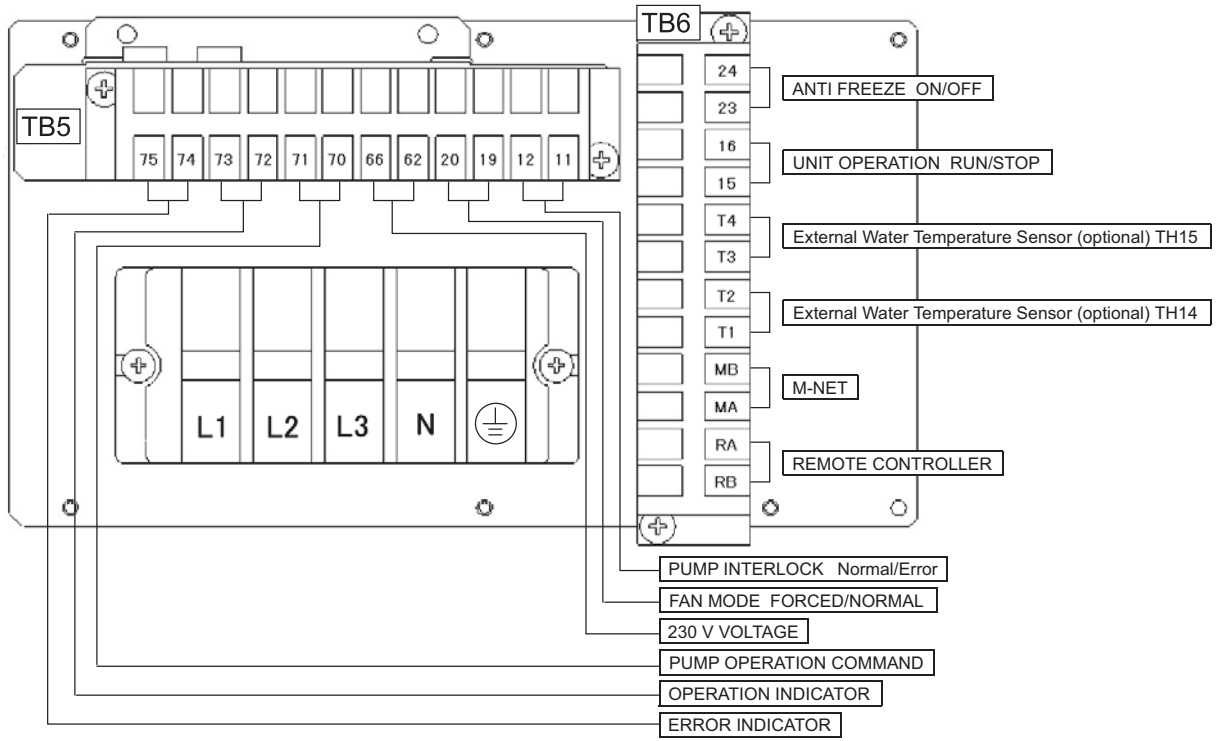 TB6
TB5
75 74 73 72 71 70 66 62 20 19 12 11
24
23
ANTI FREEZE ON/OFF
16
15
UNIT OPERATION RUN/STOP
T4
T3
External Water Temperature Sensor (optional) TH15
T2
T1
External Water Temperature Sensor (optional) TH14
MB
MA
M-NET
RA
RB
REMOTE CONTROLLER
L1 L2 L3 N
PUMP INTERLOCK Normal/Error
FAN MODE FORCED/NORMAL
230 V VOLTAGE
PUMP OPERATION COMMAND
OPERATION INDICATOR
ERROR INDICATOR